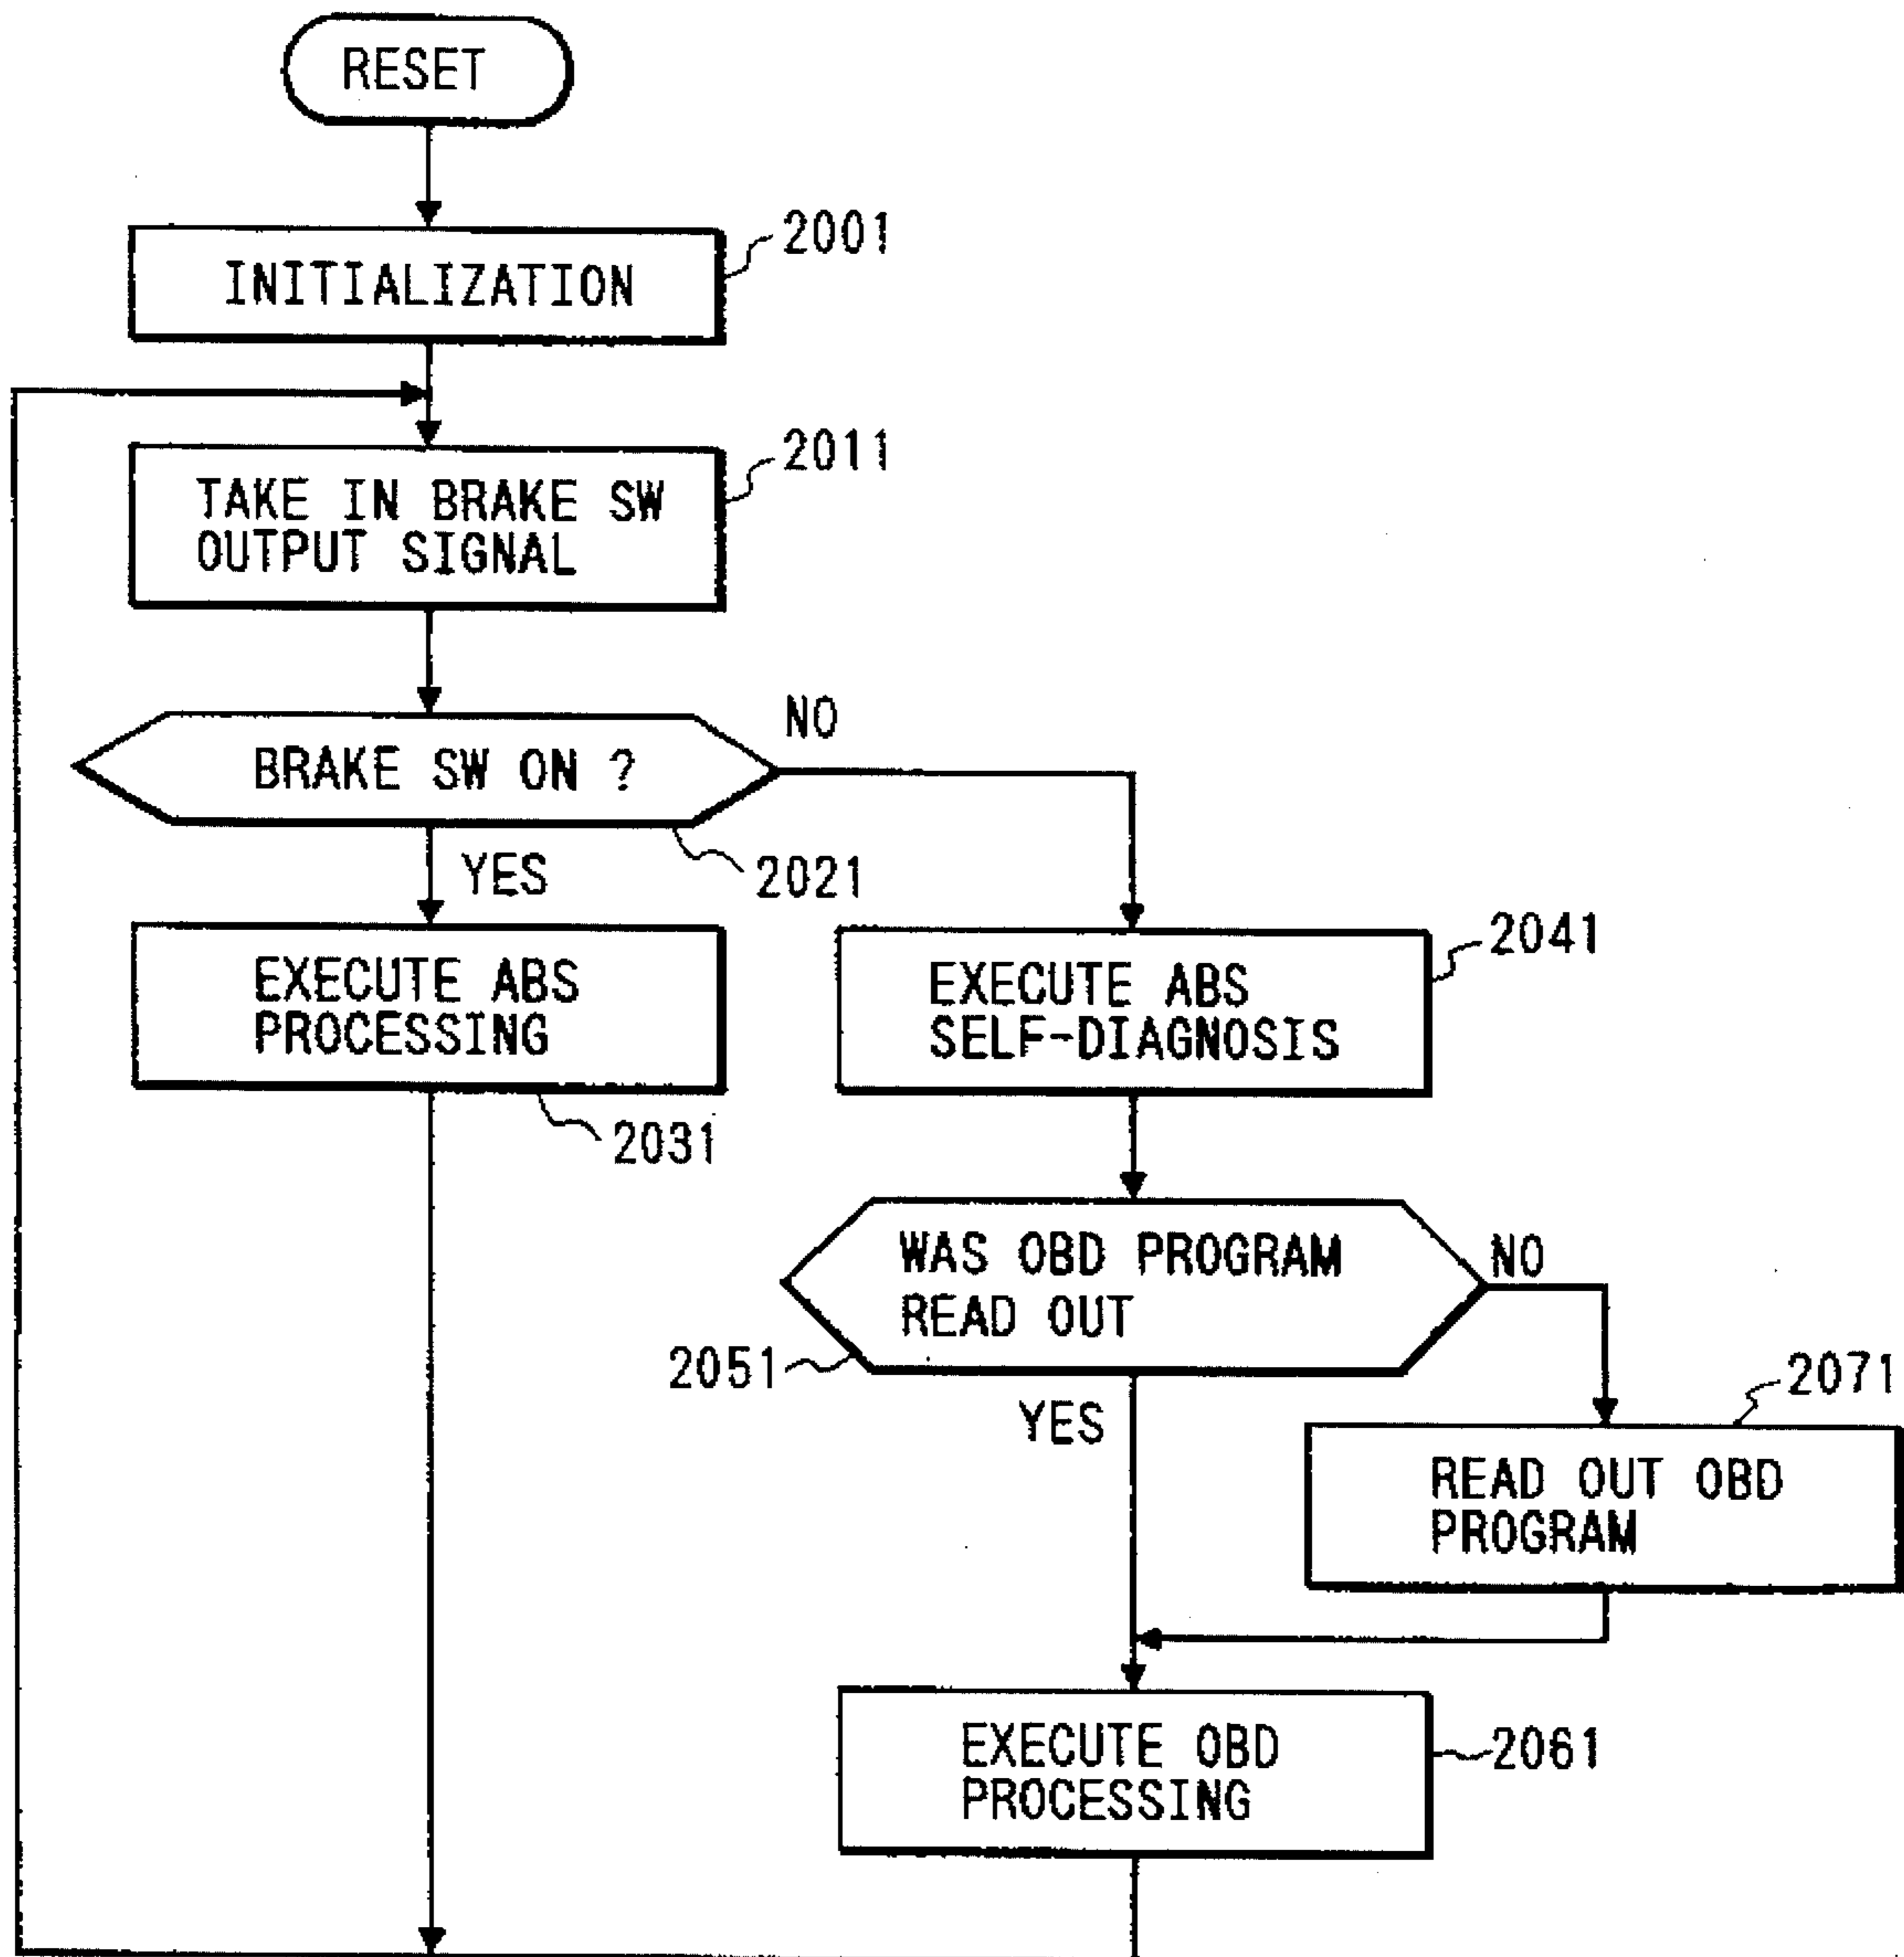 RESET
2001
INITIALIZATION
2011
TAKE IN BRAKE SW
OUTPUT SIGNAL
NO
BRAKE SW ON ?
YES
2021
2041
EXECUTE ABS
PROCESSING
EXECUTE ABS
SELF-DIAGNOSIS
2031
WAS OBD PROGRAM
READ OUT
NO
2051
YES
2071
READ OUT OBD
PROGRAM
EXECUTE OBD
PROCESSING
2061